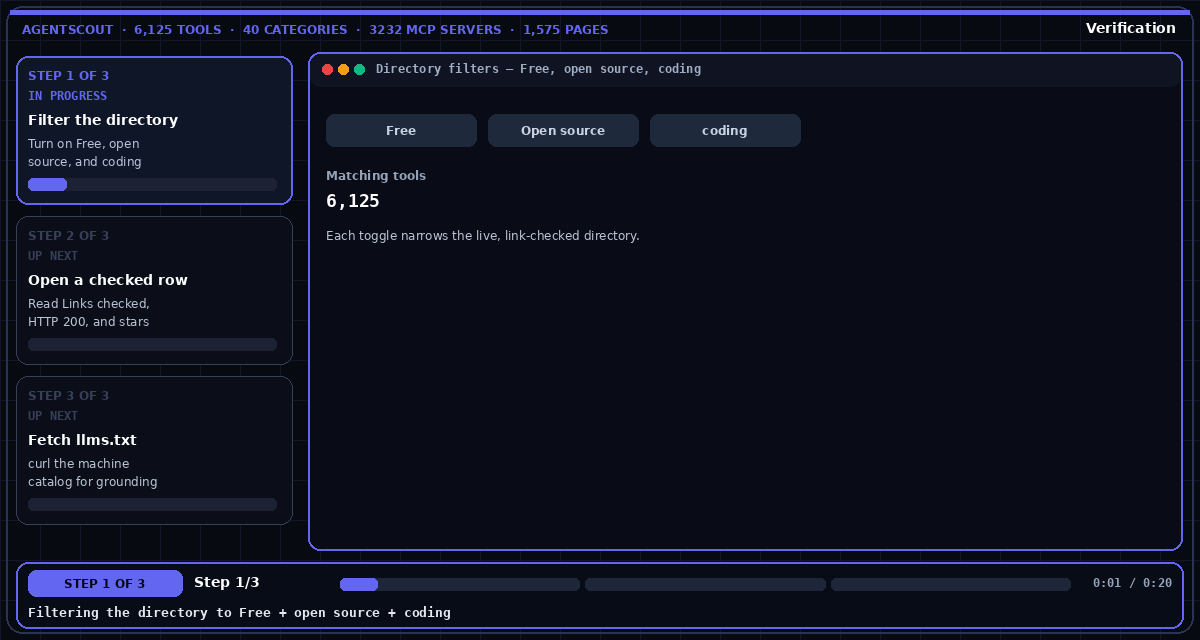 AGENTSCOUT · 6,125 TOOLS · 40 CATEGORIES · 3232 MCP SERVERS · 1,575 PAGES
Verification
STEP 1 OF 3
IN PROGRESS
Filter the directory
Turn on Free, open
source, and coding
STEP 2 OF 3
UP NEXT
Open a checked row
Read Links checked,
HTTP 200, and stars
STEP 3 OF 3
UP NEXT
Fetch llms.txt
curl the machine
catalog for grounding
Directory filters — Free, open source, coding
Free
Open source
coding
Matching tools
6,125
Each toggle narrows the live, link-checked directory.
STEP 1 OF 3
Step 1/3
0:01 / 0:20
Filtering the directory to Free + open source + coding